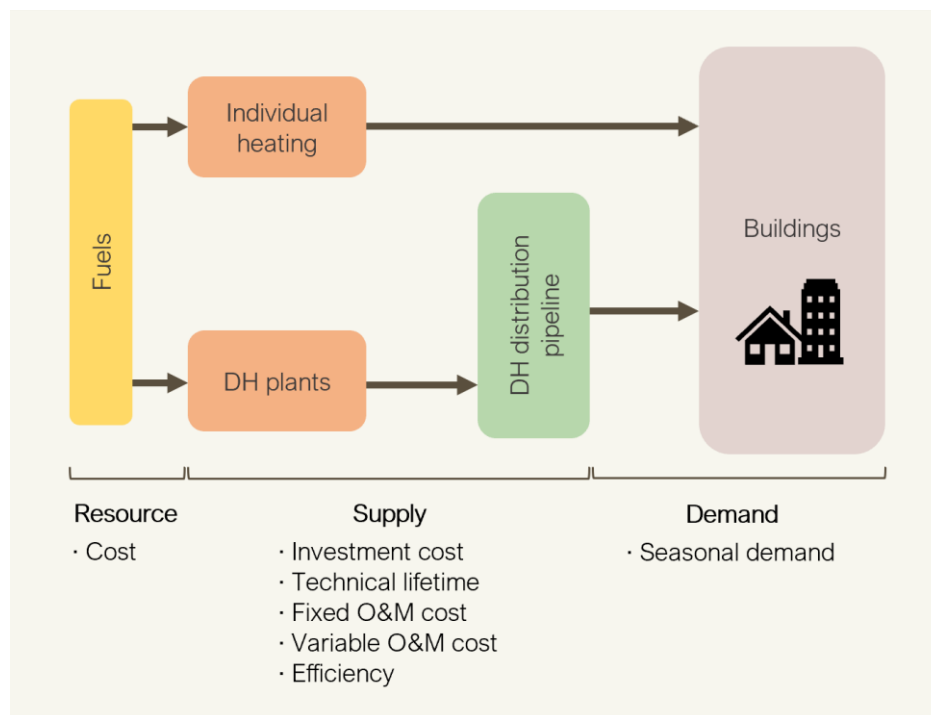 Individual
heating
Fuels
DH plants
DH distribution
pipeline
Buildings
Resource
· Cost
Supply
· Investment cost
· Technical lifetime
· Fixed O&M cost
· Variable O&M cost
· Efficiency
Demand
· Seasonal demand